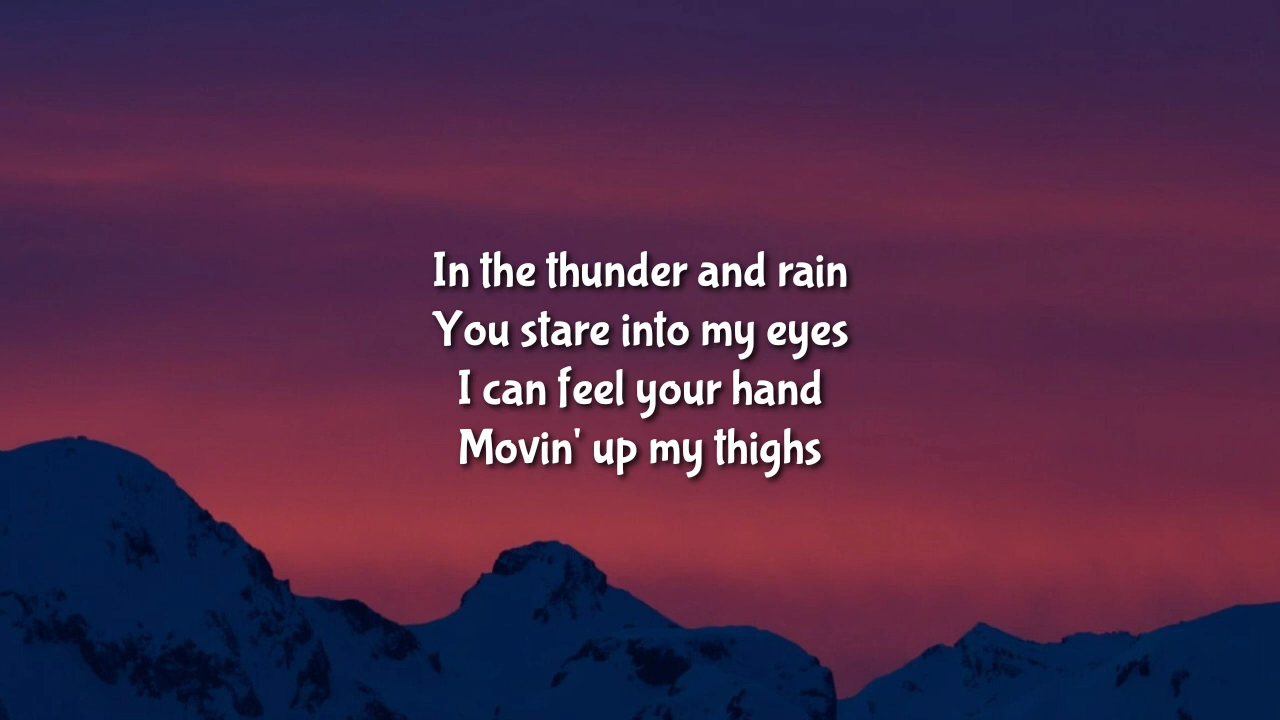 In the thunder and rain
You stare into my eyes
I can feel your hand
Movin' up my thighs